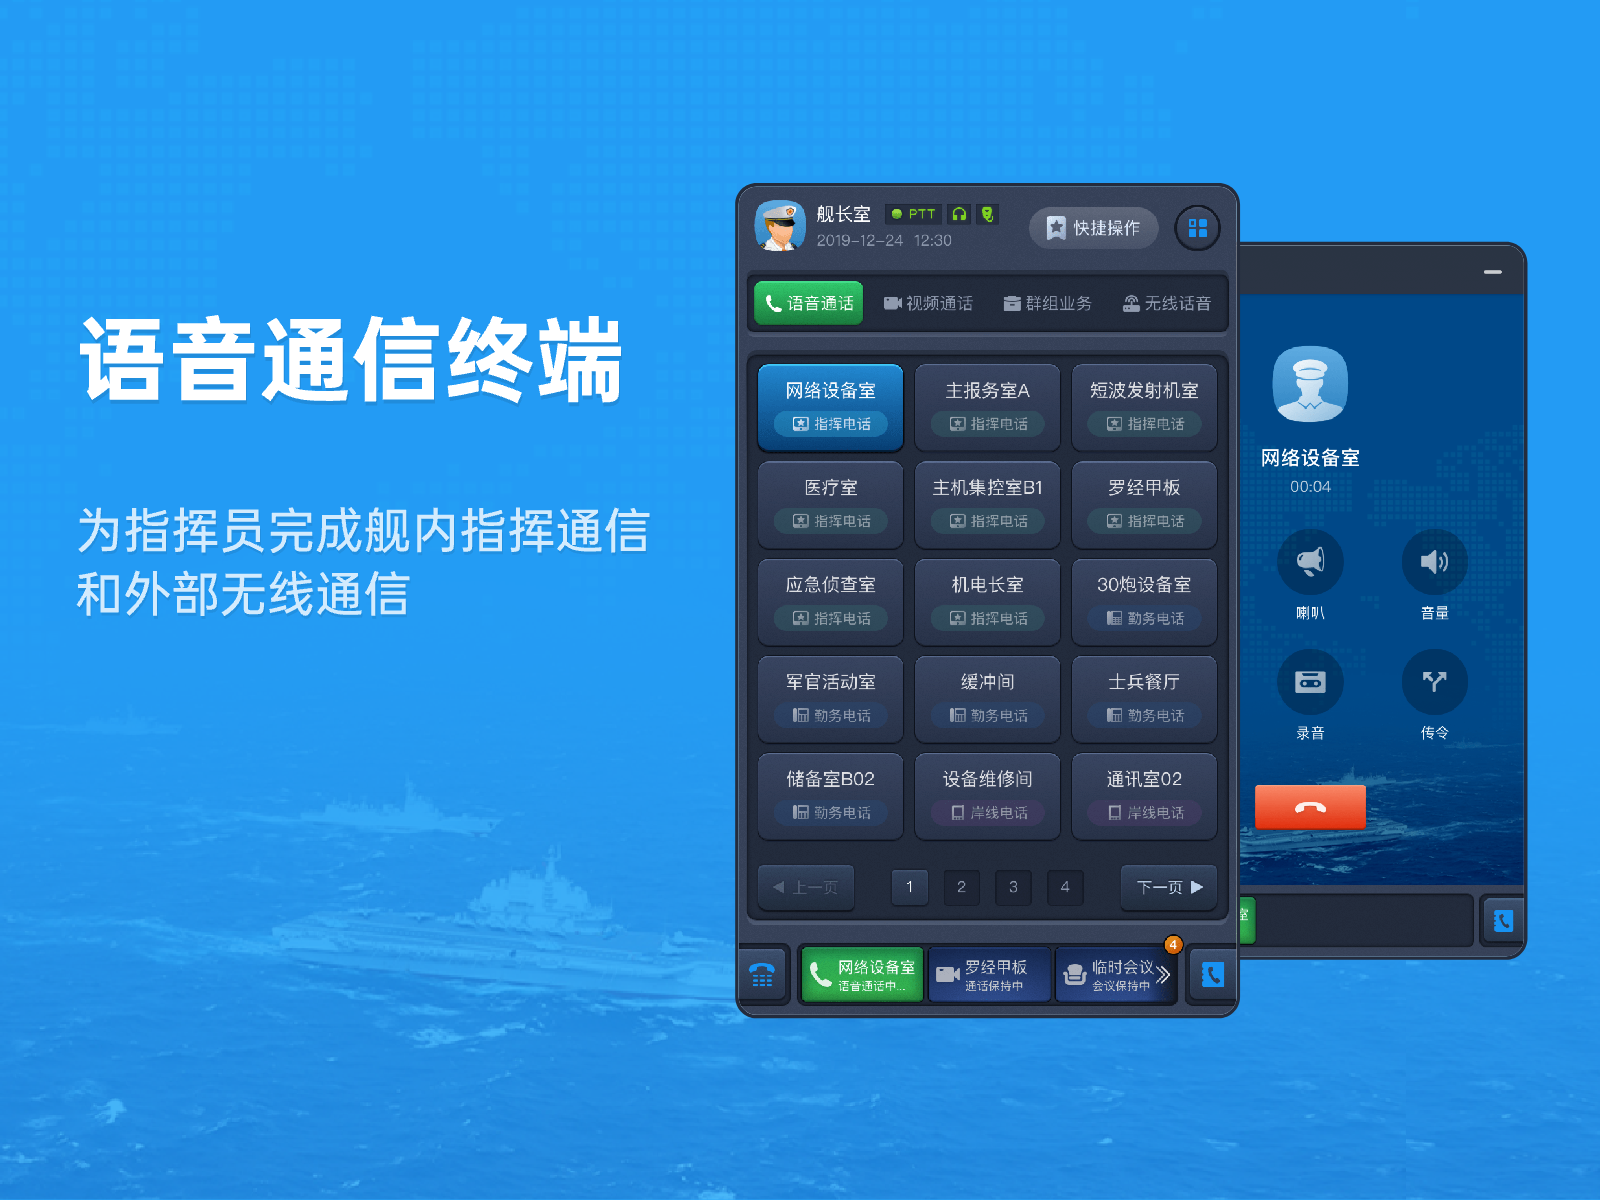 语音通信终端
为指挥员完成舰内指挥通信
和外部无线通信
舰长室 PTT
2019-12-24 12:30
快捷操作
语音通话 视频通话 群组业务 无线话音
网络设备室 主报务室A 短波发射机室
指挥电话 指挥电话 指挥电话
医疗室 主机集控室B1 罗经甲板
指挥电话 指挥电话 指挥电话
应急侦查室 机电长室 30炮设备室
指挥电话 指挥电话 勤务电话
军官活动室 缓冲间 士兵餐厅
勤务电话 勤务电话 勤务电话
储备室B02 设备维修间 通讯室02
勤务电话 岸线电话 岸线电话
上一页 1 2 3 4 下一页
4
网络设备室 罗经甲板 临时会议
语音通话中... 通话保持中 会议保持中
网络设备室
00:04
喇叭 音量
录音 传令
室